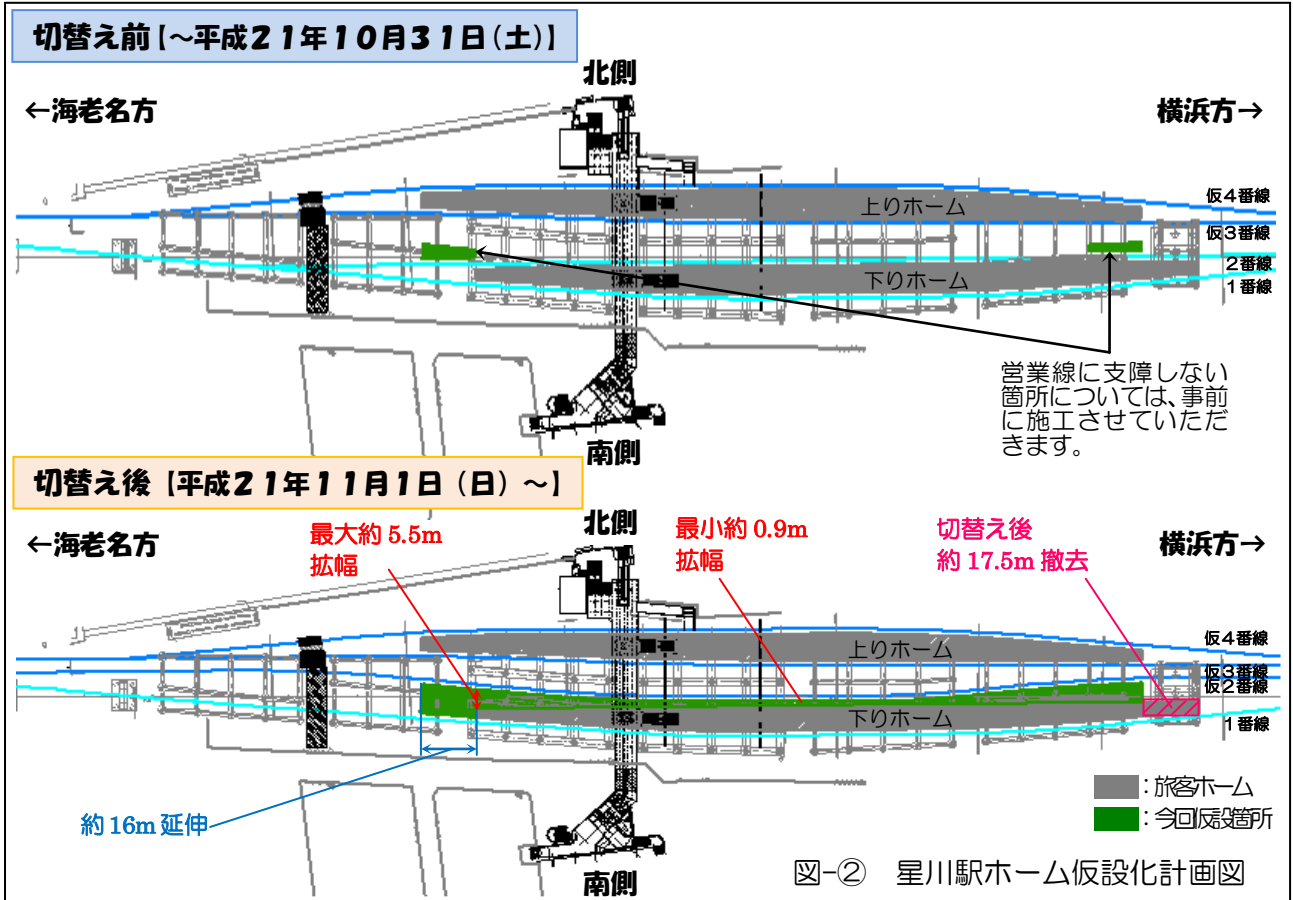 切替え前【～平成２１年１０月３１日（土）】
北側
←海老名方
横浜方→
仮４番線
上りホーム
仮３番線
２番線
下りホーム
１番線
営業線に支障しない
箇所については、事前
に施工させていただ
きます。
南側
切替え後【平成２１年１１月１日（日）～】
北側
←海老名方
最大約 5.5m
拡幅
最小約 0.9m
拡幅
切替え後
約 17.5m 撤去
横浜方→
仮４番線
上りホーム
仮３番線
仮２番線
下りホーム
１番線
約 16m 延伸
：旅客ホーム
：今回仮設箇所
南側
図-② 星川駅ホーム仮設化計画図